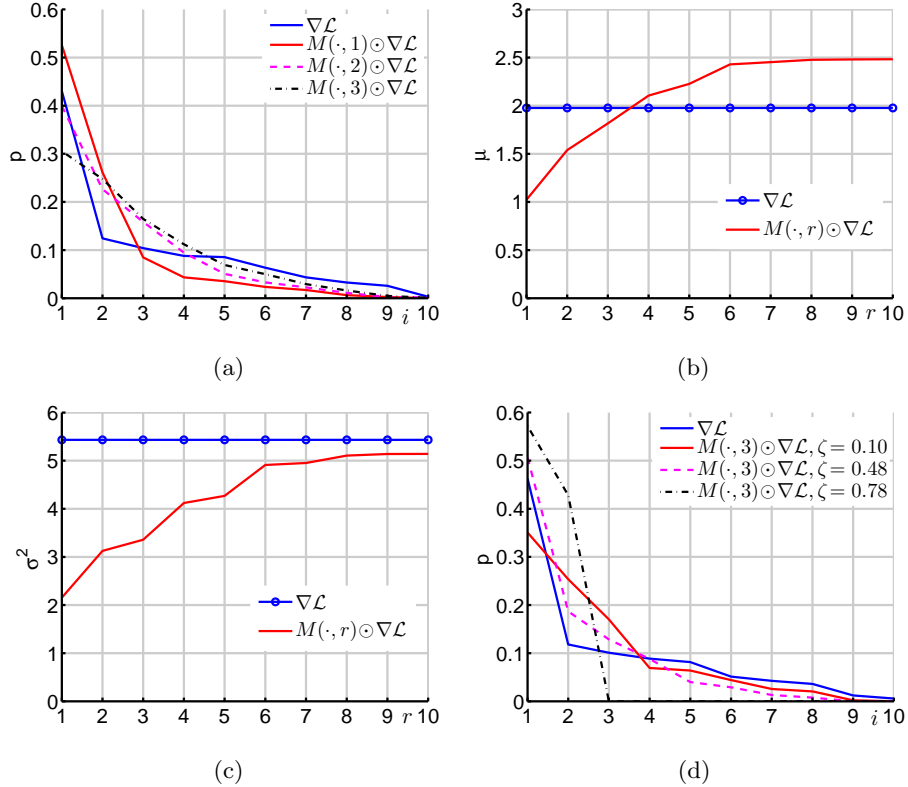 0.6
0.5
0.4
0.3
0.2
0.1
0
p
1 2 3 4 5 6 7 8 9 i 10
∇ℒ
M(·, 1)⊙∇ℒ
M(·, 2)⊙∇ℒ
M(·, 3)⊙∇ℒ
(a)
3
2.5
2
1.5
1
0.5
0
μ
1 2 3 4 5 6 7 8 9 r 10
∇ℒ
M(·, r)⊙∇ℒ
(b)
6
5
4
3
2
1
0
σ²
1 2 3 4 5 6 7 8 9 r 10
∇ℒ
M(·, r)⊙∇ℒ
(c)
0.6
0.5
0.4
0.3
0.2
0.1
0
p
1 2 3 4 5 6 7 8 9 i 10
∇ℒ
M(·, 3)⊙∇ℒ, ζ = 0.10
M(·, 3)⊙∇ℒ, ζ = 0.48
M(·, 3)⊙∇ℒ, ζ = 0.78
(d)